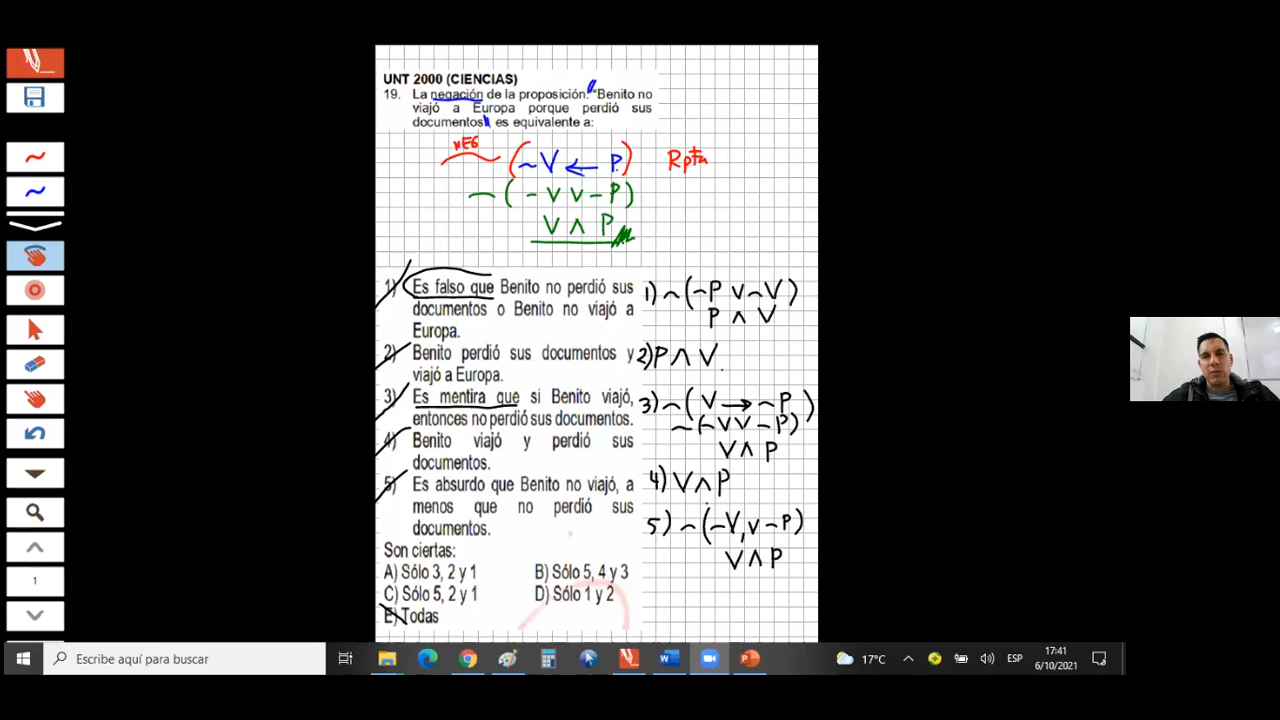 UNT 2000 (CIENCIAS)
19. La negación de la proposición: "Benito no
viajó a Europa porque perdió sus
documentos" es equivalente a:
NEG
~ (~V ← P) Rpta
~ (~V ∨ ~P)
V ∧ P
1) Es falso que Benito no perdió sus
documentos o Benito no viajó a
Europa.
2) Benito perdió sus documentos y
viajó a Europa.
3) Es mentira que si Benito viajó,
entonces no perdió sus documentos.
4) Benito viajó y perdió sus
documentos.
5) Es absurdo que Benito no viajó, a
menos que no perdió sus
documentos.
Son ciertas:
A) Sólo 3, 2 y 1 B) Sólo 5, 4 y 3
C) Sólo 5, 2 y 1 D) Sólo 1 y 2
E) Todas
1) ~(~P ∨ ~V)
P ∧ V
2) P ∧ V
3) ~(V → ~P)
~(~V ∨ ~P)
V ∧ P
4) V ∧ P
5) ~(~V ∨ ~P)
V ∧ P
1
Escribe aquí para buscar
17°C
ESP
17:41
6/10/2021